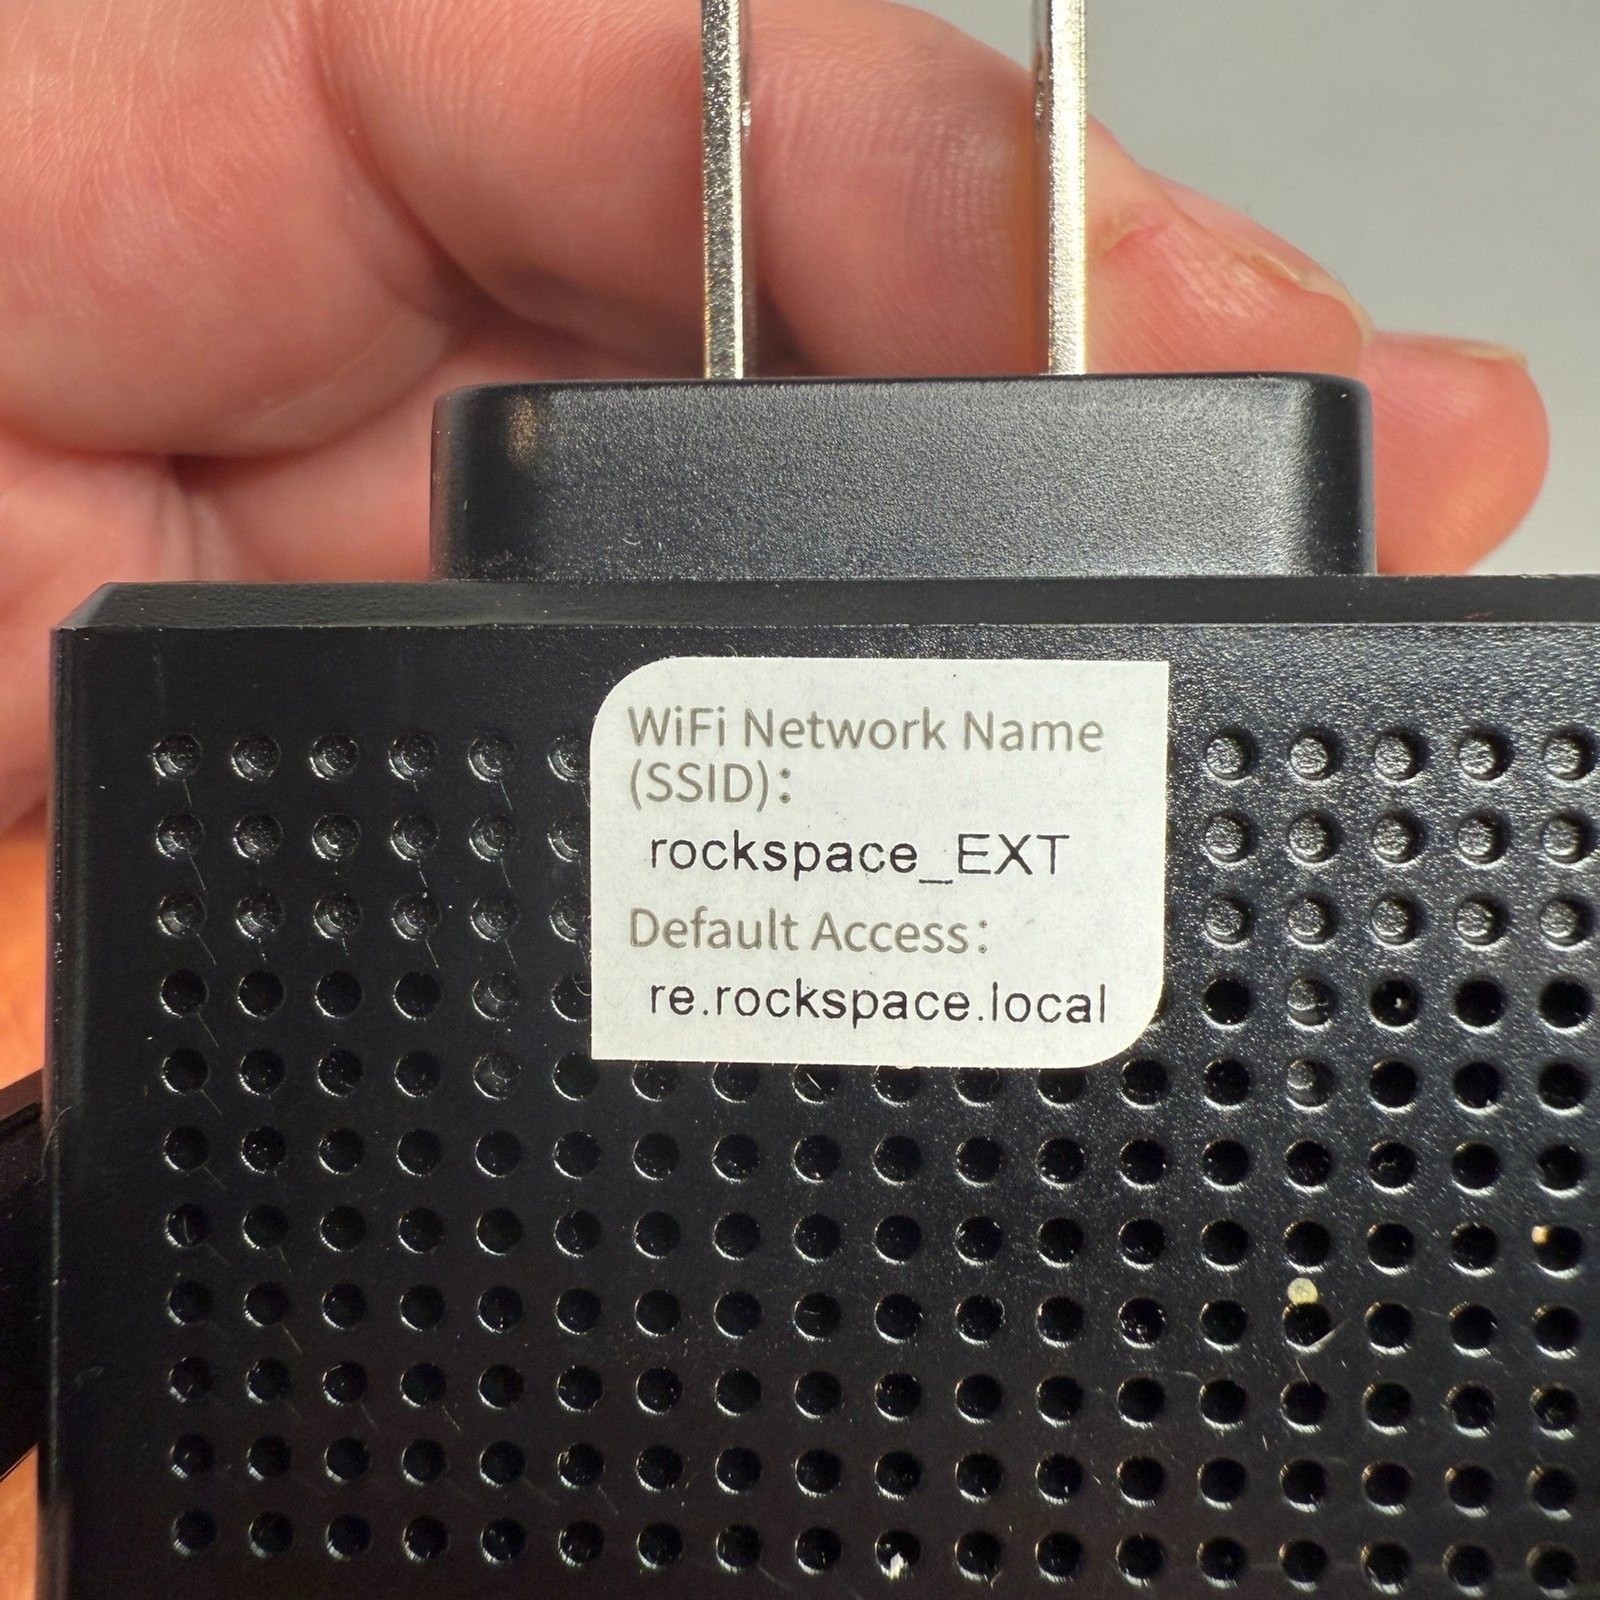 WiFi Network Name
(SSID):
rockspace_EXT
Default Access:
re.rockspace.local